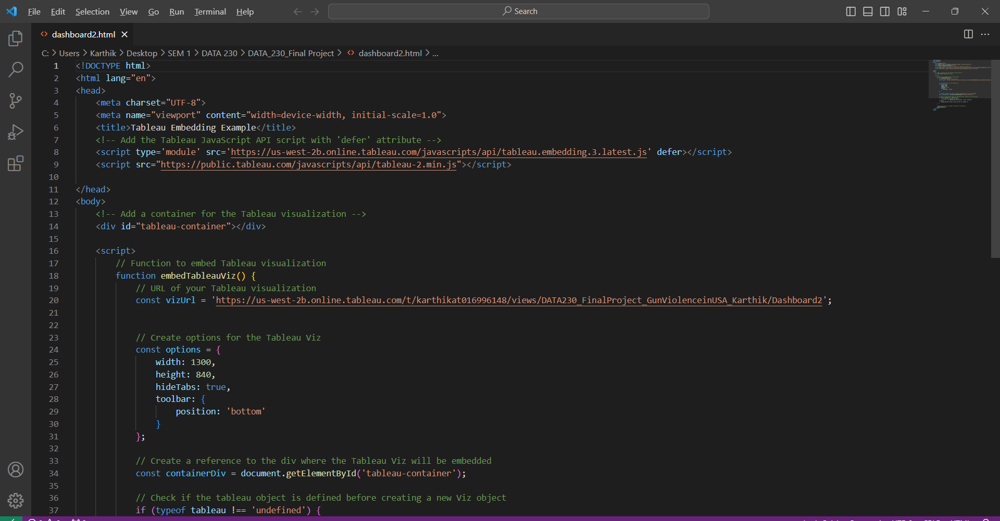 File Edit Selection View Go Run Terminal Help Search
dashboard2.html
C: > Users > Karthik > Desktop > SEM 1 > DATA 230 > DATA_230_Final Project > dashboard2.html > ...
1 <!DOCTYPE html>
2 <html lang="en">
3 <head>
4     <meta charset="UTF-8">
5     <meta name="viewport" content="width=device-width, initial-scale=1.0">
6     <title>Tableau Embedding Example</title>
7     <!-- Add the Tableau JavaScript API script with 'defer' attribute -->
8     <script type='module' src='https://us-west-2b.online.tableau.com/javascripts/api/tableau.embedding.3.latest.js' defer></script>
9     <script src="https://public.tableau.com/javascripts/api/tableau-2.min.js"></script>
10
11 </head>
12 <body>
13     <!-- Add a container for the Tableau visualization -->
14     <div id="tableau-container"></div>
15
16     <script>
17         // Function to embed Tableau visualization
18         function embedTableauViz() {
19             // URL of your Tableau visualization
20             const vizUrl = 'https://us-west-2b.online.tableau.com/t/karthikat016996148/views/DATA230_FinalProject_GunViolenceinUSA_Karthik/Dashboard2';
21
22
23             // Create options for the Tableau Viz
24             const options = {
25                 width: 1300,
26                 height: 840,
27                 hideTabs: true,
28                 toolbar: {
29                     position: 'bottom'
30                 }
31             };
32
33             // Create a reference to the div where the Tableau Viz will be embedded
34             const containerDiv = document.getElementById('tableau-container');
35
36             // Check if the tableau object is defined before creating a new Viz object
37             if (typeof tableau !== 'undefined') {